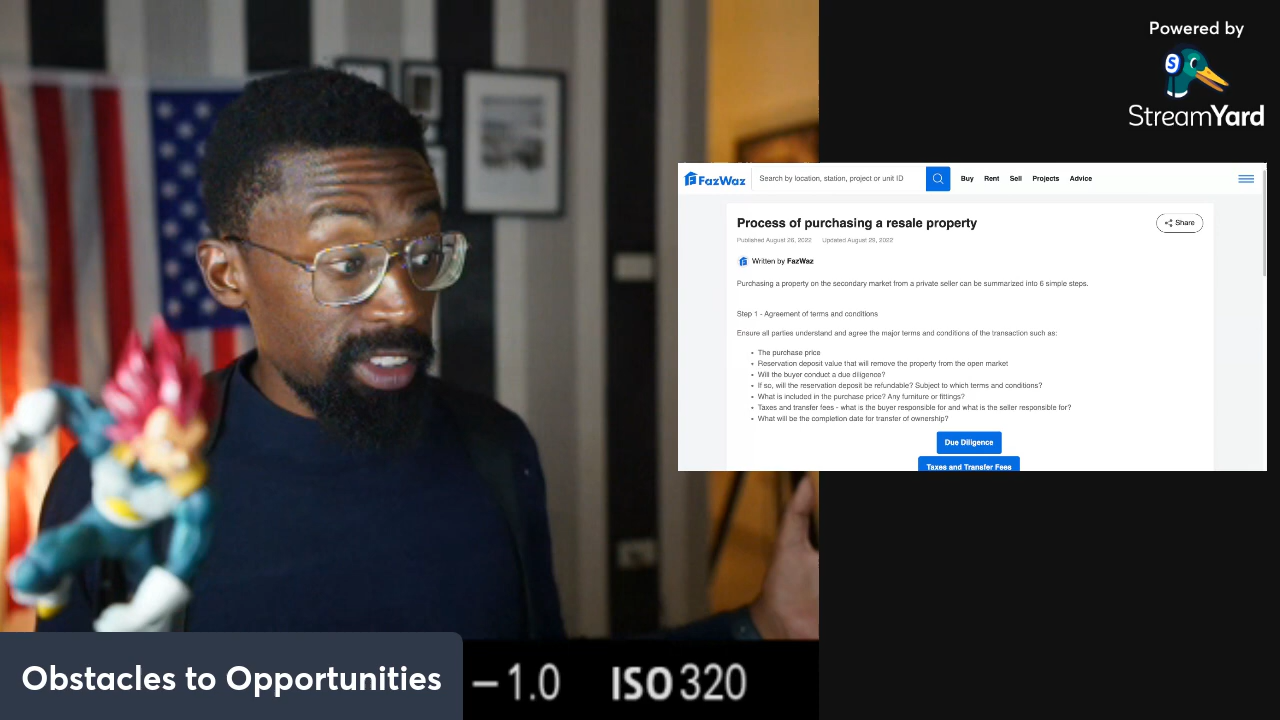 Powered by
StreamYard
FazWaz
Search by location, station, project or unit ID
Buy Rent Sell Projects Advice
Process of purchasing a resale property
Share
Published August 26, 2022 Updated August 29, 2022
Written by FazWaz
Purchasing a property on the secondary market from a private seller can be summarized into 6 simple steps.
Step 1 - Agreement of terms and conditions
Ensure all parties understand and agree the major terms and conditions of the transaction such as:
• The purchase price
• Reservation deposit value that will remove the property from the open market
• Will the buyer conduct a due diligence?
• If so, will the reservation deposit be refundable? Subject to which terms and conditions?
• What is included in the purchase price? Any furniture or fittings?
• Taxes and transfer fees - what is the buyer responsible for and what is the seller responsible for?
• What will be the completion date for transfer of ownership?
Due Diligence
Taxes and Transfer Fees
Obstacles to Opportunities
−1.0 ISO 320